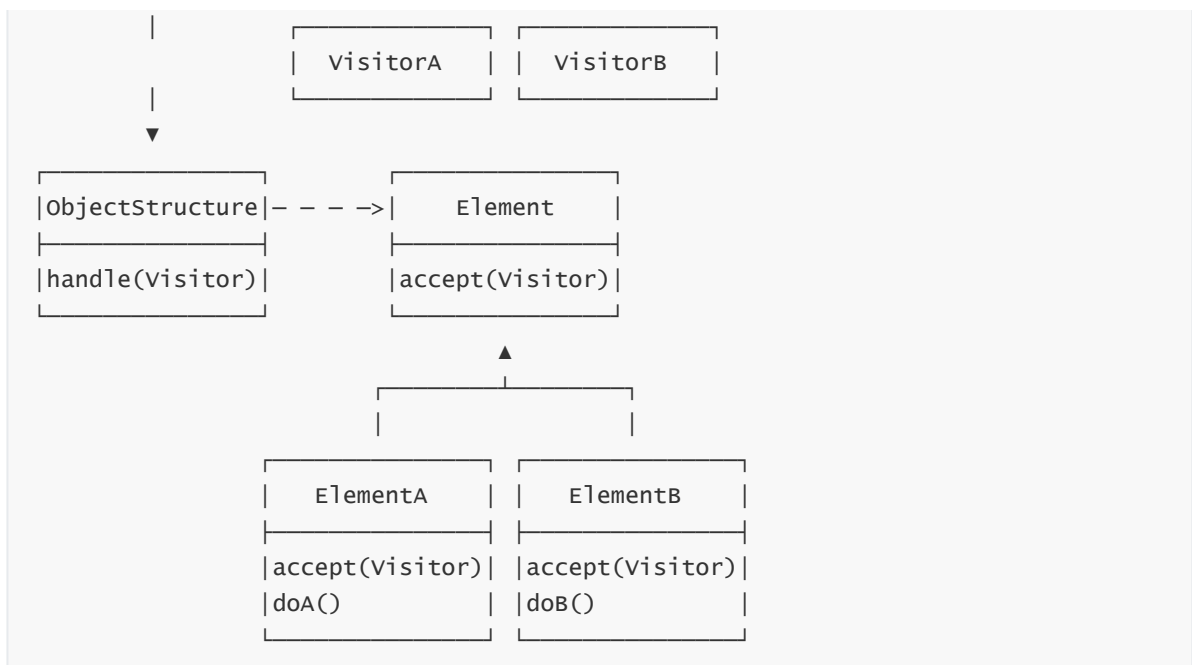 VisitorA VisitorB
ObjectStructure — — — —> Element
handle(Visitor) accept(Visitor)
ElementA ElementB
accept(Visitor) accept(Visitor)
doA() doB()